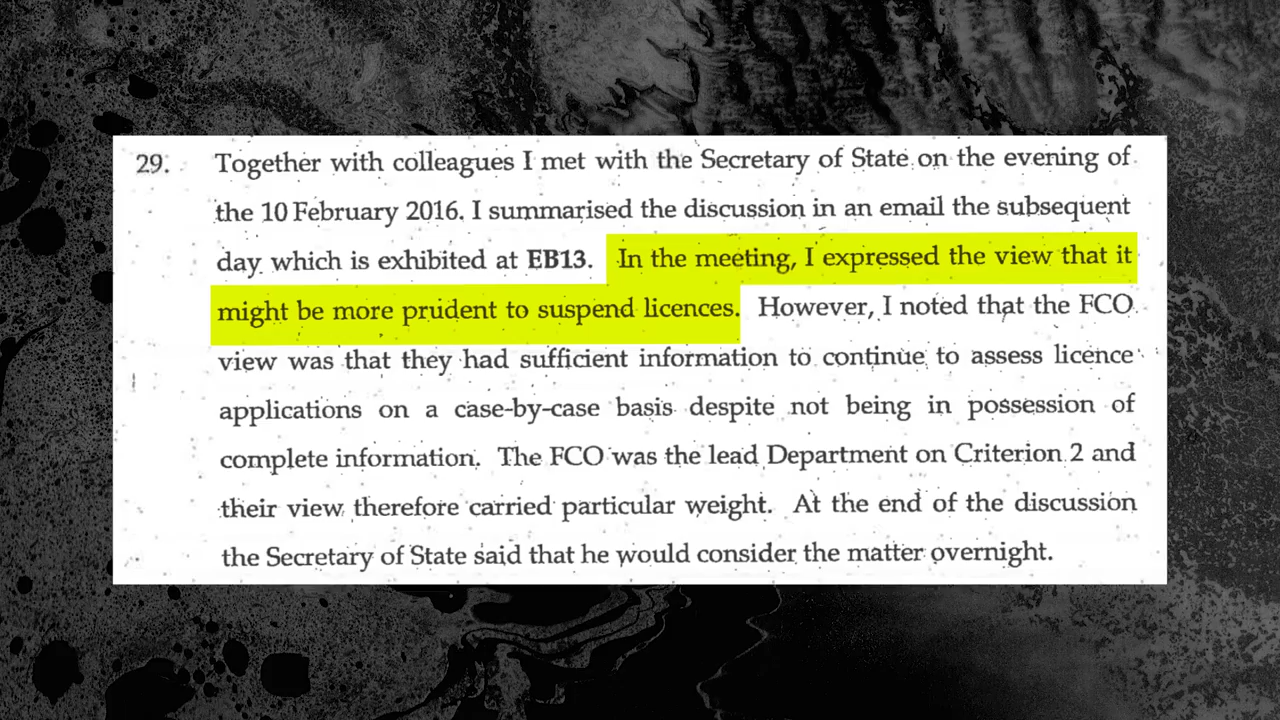 29. Together with colleagues I met with the Secretary of State on the evening of
the 10 February 2016. I summarised the discussion in an email the subsequent
day which is exhibited at EB13. In the meeting, I expressed the view that it
might be more prudent to suspend licences. However, I noted that the FCO
view was that they had sufficient information to continue to assess licence
applications on a case-by-case basis despite not being in possession of
complete information. The FCO was the lead Department on Criterion 2 and
their view therefore carried particular weight. At the end of the discussion
the Secretary of State said that he would consider the matter overnight.